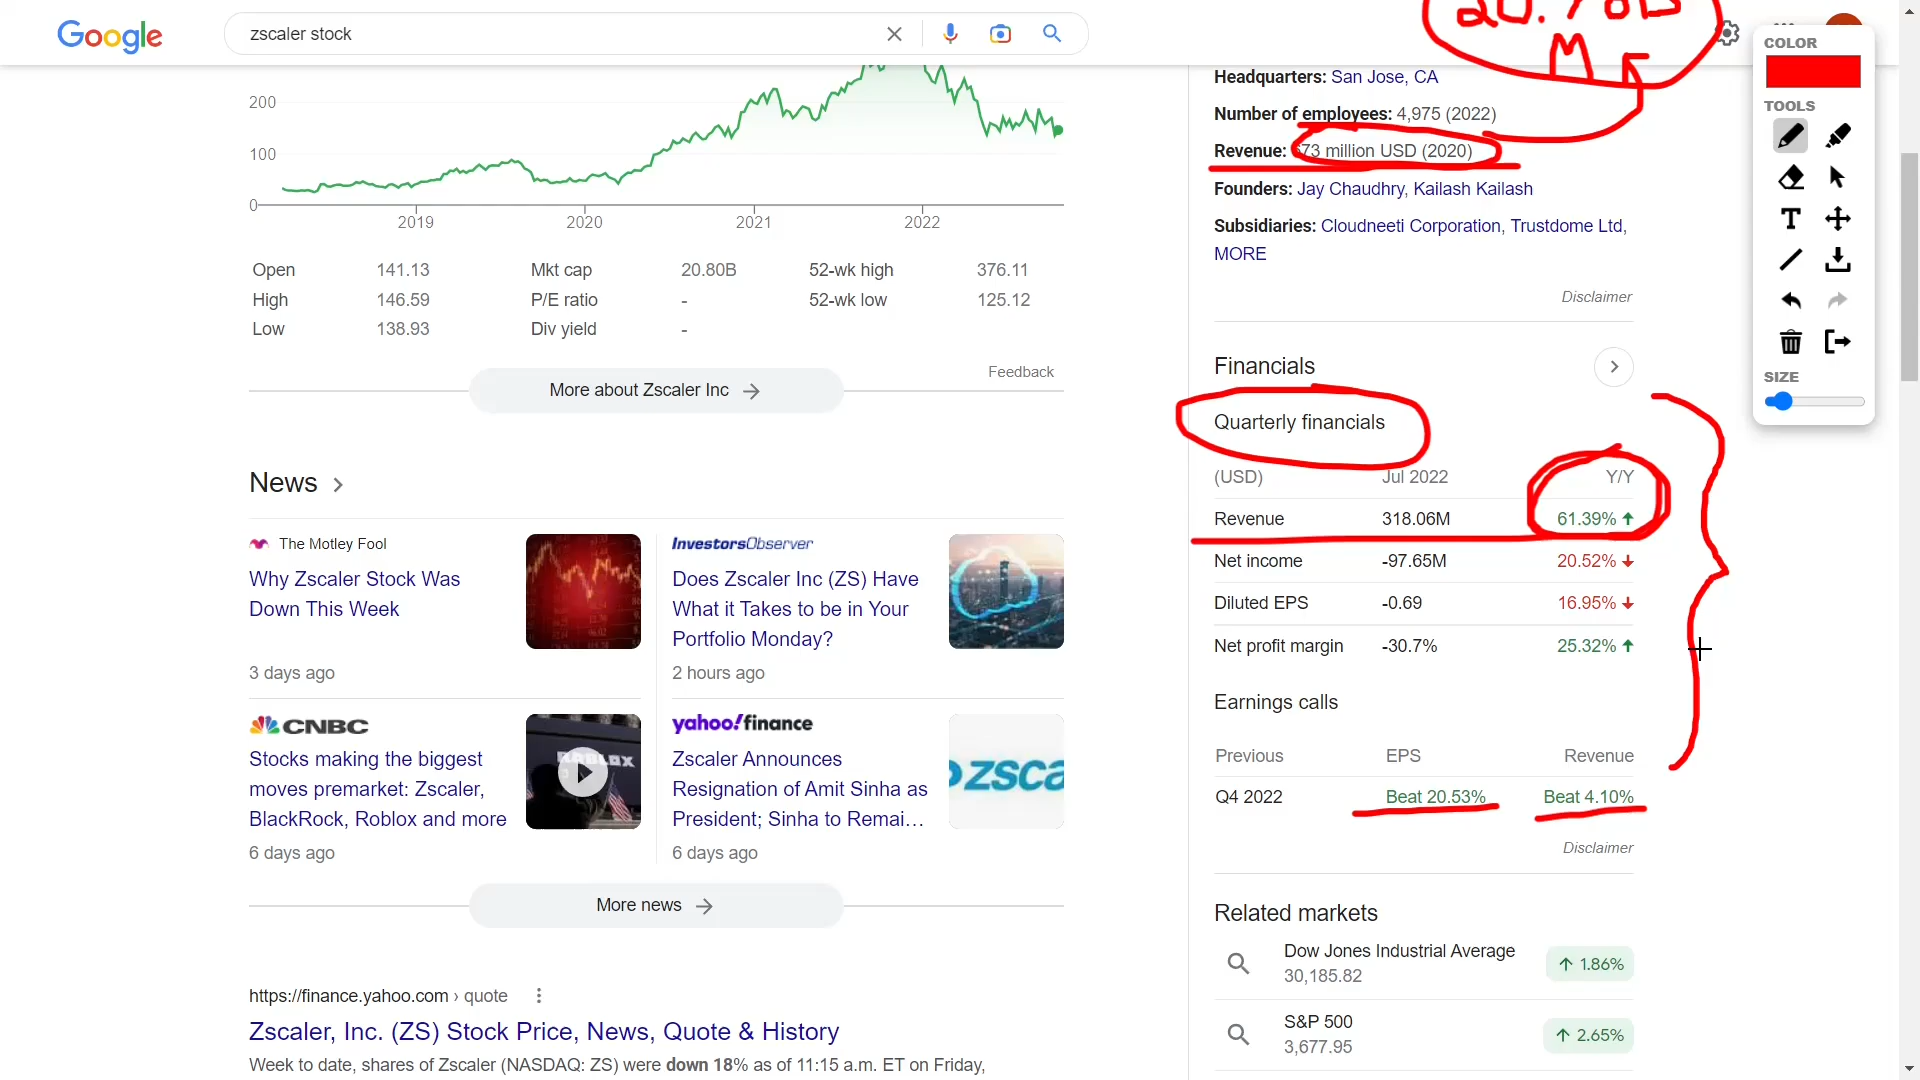 Google
zscaler stock
COLOR
TOOLS
SIZE
M
200
100
0
2019 2020 2021 2022
Open 141.13 Mkt cap 20.80B 52-wk high 376.11
High 146.59 P/E ratio - 52-wk low 125.12
Low 138.93 Div yield -
Feedback
More about Zscaler Inc
News
The Motley Fool
Why Zscaler Stock Was
Down This Week
3 days ago
InvestorsObserver
Does Zscaler Inc (ZS) Have
What it Takes to be in Your
Portfolio Monday?
2 hours ago
CNBC
Stocks making the biggest
moves premarket: Zscaler,
BlackRock, Roblox and more
6 days ago
ROBLOX
yahoo!finance
Zscaler Announces
Resignation of Amit Sinha as
President; Sinha to Remai...
6 days ago
zsca
More news
https://finance.yahoo.com › quote
Zscaler, Inc. (ZS) Stock Price, News, Quote & History
Week to date, shares of Zscaler (NASDAQ: ZS) were down 18% as of 11:15 a.m. ET on Friday,
Headquarters: San Jose, CA
Number of employees: 4,975 (2022)
Revenue: 73 million USD (2020)
Founders: Jay Chaudhry, Kailash Kailash
Subsidiaries: Cloudneeti Corporation, Trustdome Ltd,
MORE
Disclaimer
Financials
Quarterly financials
(USD) Jul 2022 Y/Y
Revenue 318.06M 61.39%
Net income -97.65M 20.52%
Diluted EPS -0.69 16.95%
Net profit margin -30.7% 25.32%
Earnings calls
Previous EPS Revenue
Q4 2022 Beat 20.53% Beat 4.10%
Disclaimer
Related markets
Dow Jones Industrial Average
30,185.82
1.86%
S&P 500
3,677.95
2.65%